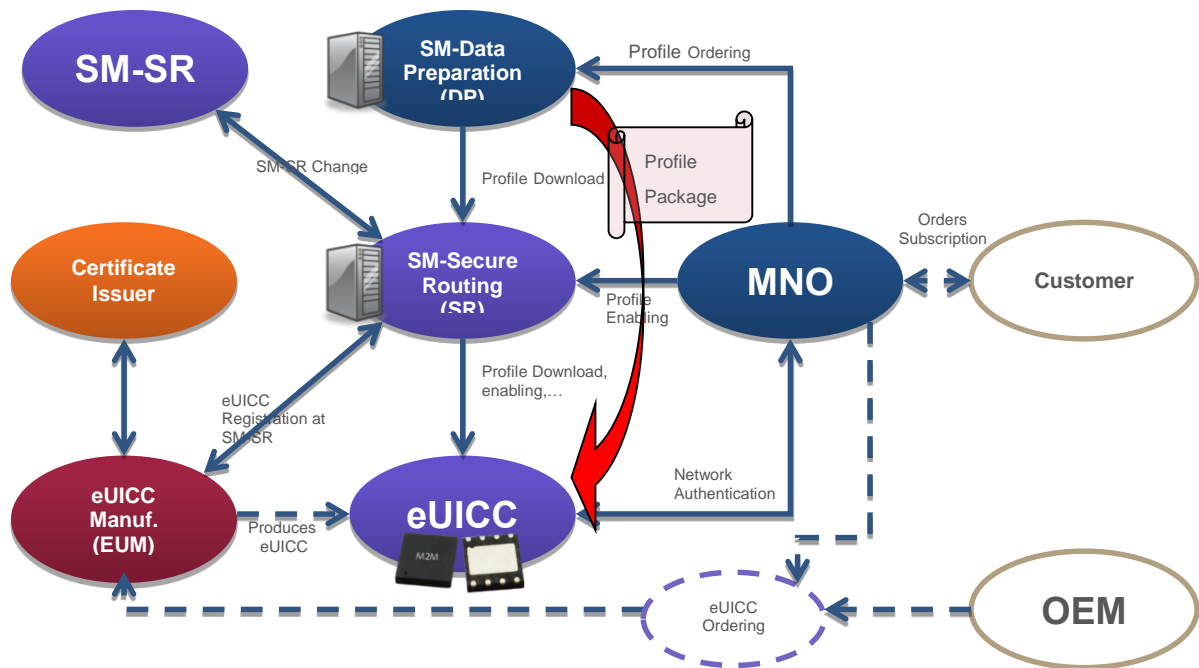 SM-SR
SM-Data
Preparation
(DP)
Profile Ordering
SM-SR Change
Profile Download
Profile
Package
Orders
Subscription
Certificate
Issuer
SM-Secure
Routing
(SR)
MNO
Customer
Profile
Enabling
eUICC
Registration at
SM-SR
Profile Download,
enabling,…
eUICC
Manuf.
(EUM)
Produces
eUICC
eUICC
M2M
Network
Authentication
eUICC
Ordering
OEM